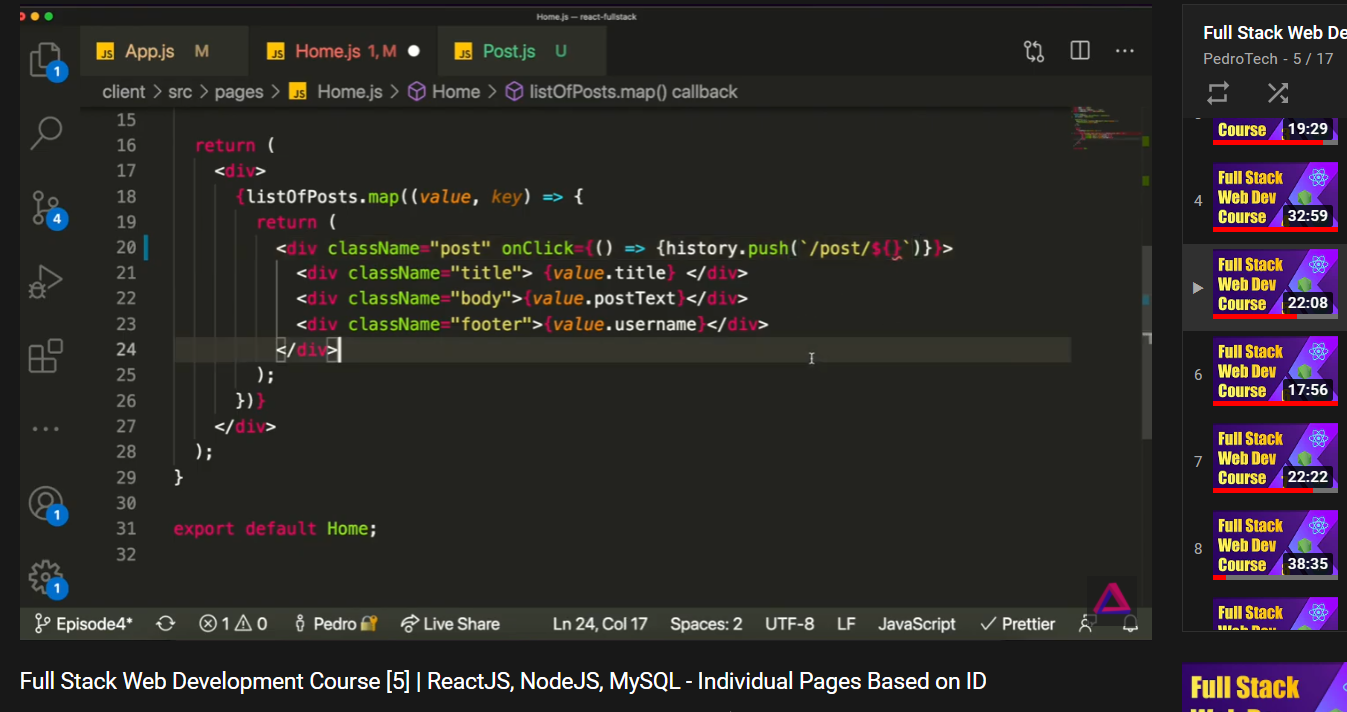 Home.js — react-fullstack
JS App.js M
JS Home.js 1, M
JS Post.js U
client > src > pages > JS Home.js > Home > listOfPosts.map() callback
15
16 return (
17 <div>
18 {listOfPosts.map((value, key) => {
19 return (
20 <div className="post" onClick={() => {history.push(`/post/${}`)}}>
21 <div className="title"> {value.title} </div>
22 <div className="body">{value.postText}</div>
23 <div className="footer">{value.username}</div>
24 </div>
25 );
26 })}
27 </div>
28 );
29 }
30
31 export default Home;
32
1
4
1
1
Episode4* 1 0 Pedro Live Share Ln 24, Col 17 Spaces: 2 UTF-8 LF JavaScript Prettier
Full Stack Web Development Course [5] | ReactJS, NodeJS, MySQL - Individual Pages Based on ID
Full Stack Web De
PedroTech - 5 / 17
Course 19:29
4
Full Stack
Web Dev
Course 32:59
Full Stack
Web Dev
Course 22:08
6
Full Stack
Web Dev
Course 17:56
7
Full Stack
Web Dev
Course 22:22
8
Full Stack
Web Dev
Course 38:35
Full Stack
Web Dev
Full Stack